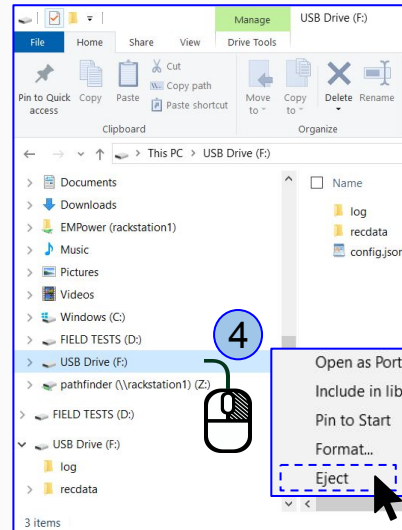 Manage
USB Drive (F:)
File
Home
Share
View
Drive Tools
Pin to Quick access
Copy
Paste
Cut
Copy path
Paste shortcut
Move to
Copy to
Delete
Rename
Clipboard
Organize
This PC > USB Drive (F:)
Documents
Downloads
EMPower (rackstation1)
Music
Pictures
Videos
Windows (C:)
FIELD TESTS (D:)
USB Drive (F:)
pathfinder (\\rackstation1) (Z:)
FIELD TESTS (D:)
USB Drive (F:)
log
recdata
3 items
Name
log
recdata
config.json
4
Open as Port
Include in lib
Pin to Start
Format...
Eject